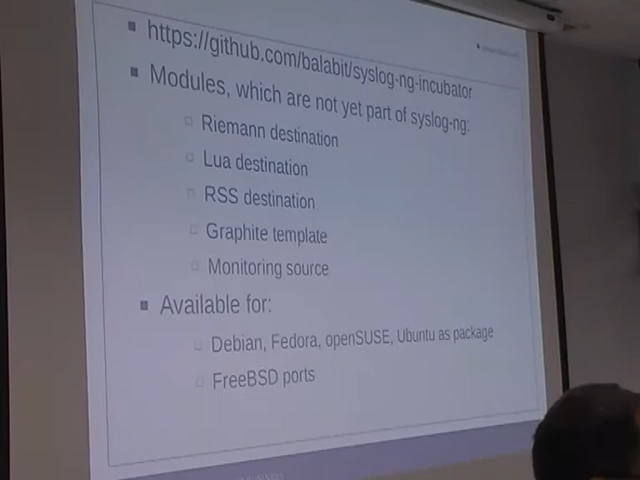 https://github.com/balabit/syslog-ng-incubator
Modules, which are not yet part of syslog-ng:
Riemann destination
Lua destination
RSS destination
Graphite template
Monitoring source
Available for:
Debian, Fedora, openSUSE, Ubuntu as package
FreeBSD ports